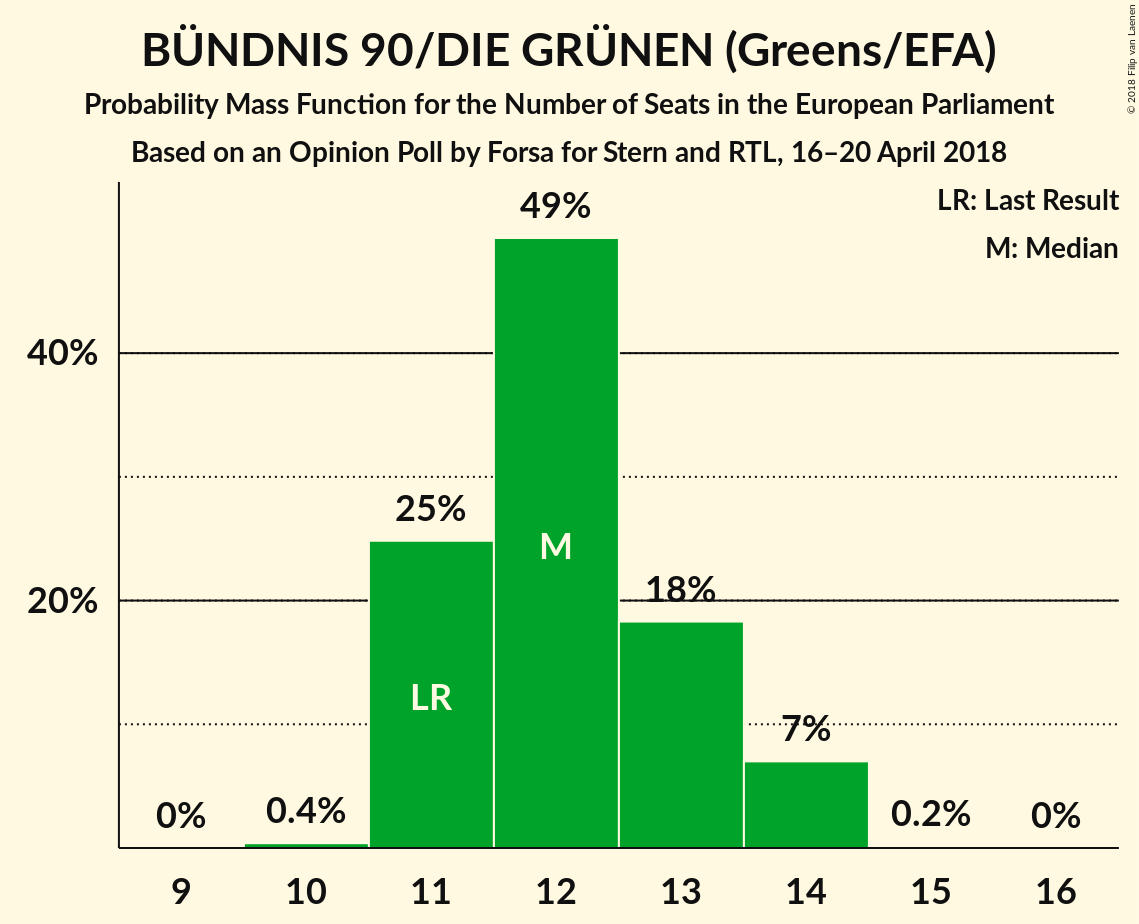 BÜNDNIS 90/DIE GRÜNEN (Greens/EFA)
Probability Mass Function for the Number of Seats in the European Parliament
Based on an Opinion Poll by Forsa for Stern and RTL, 16–20 April 2018
© 2018 Filip van Laenen
LR: Last Result
M: Median
49%
40%
25%
M
18%
20%
LR
7%
0%
0.4%
0.2%
0%
9
10
11
12
13
14
15
16